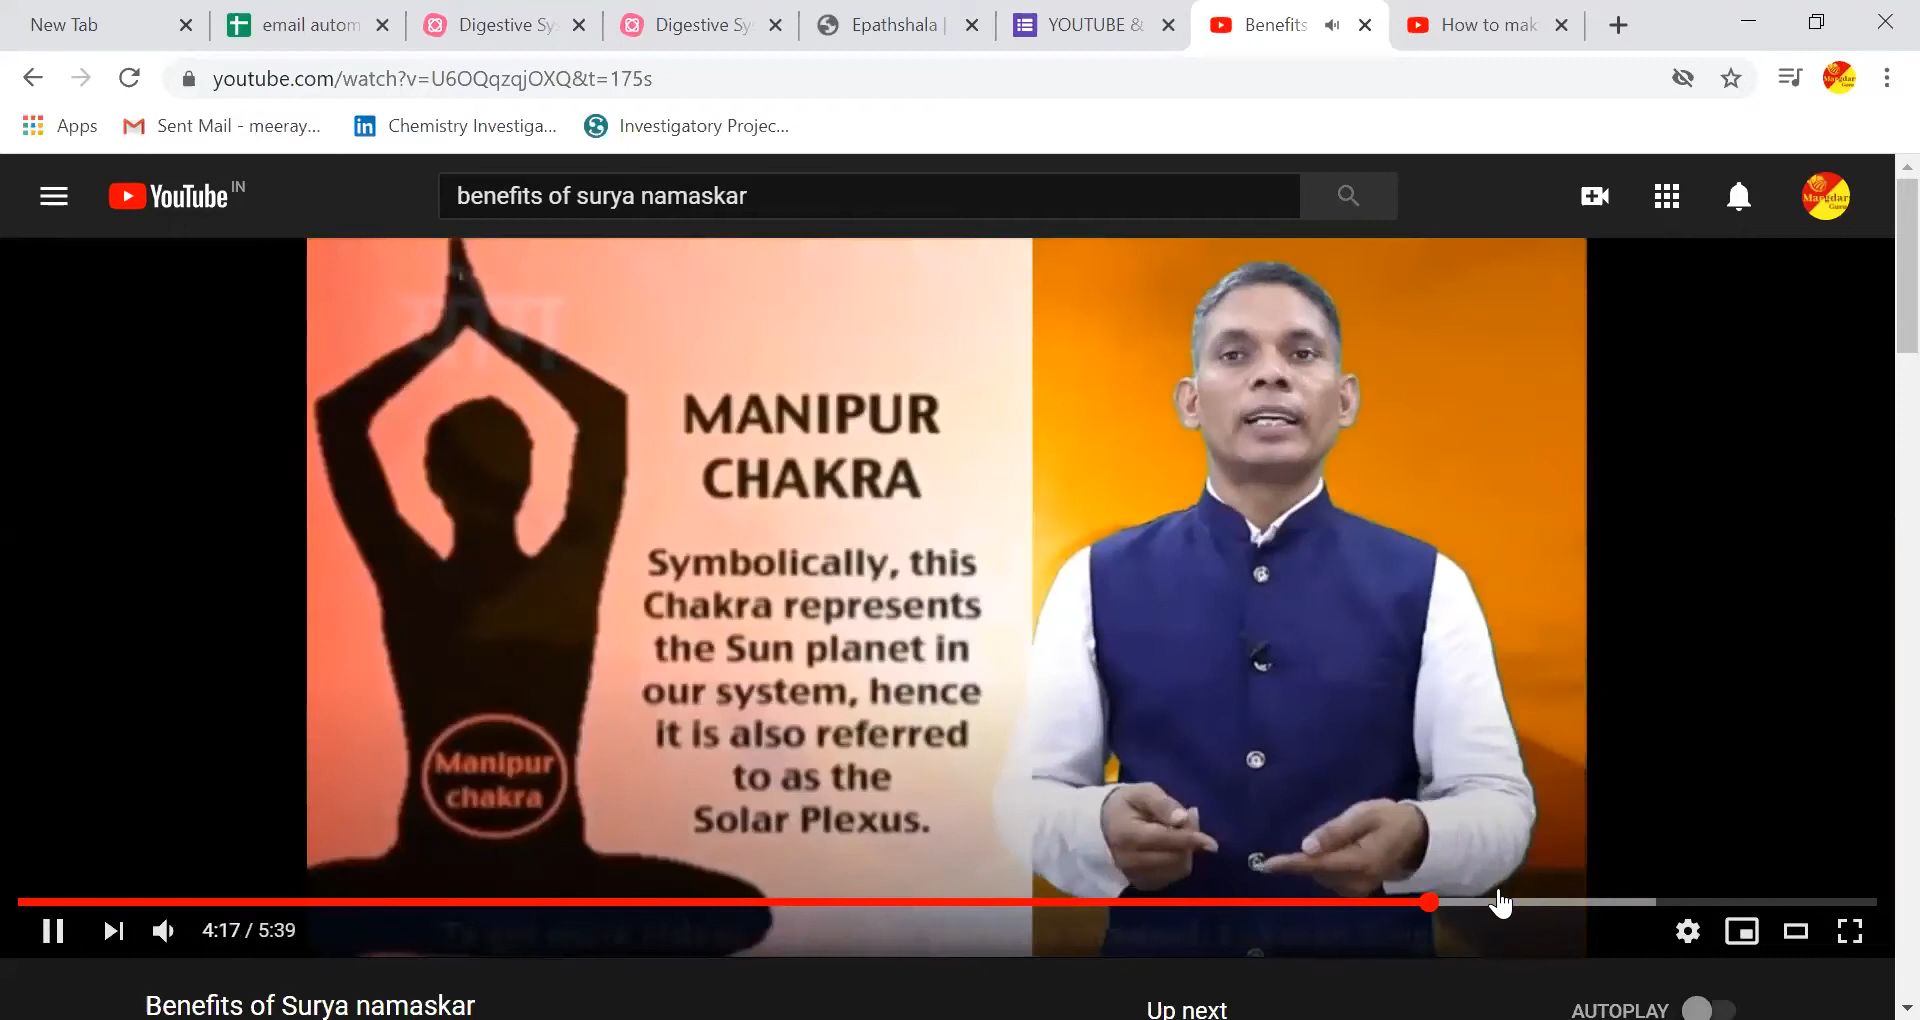 New Tab
email autom
Digestive Sy
Digestive Sy
Epathshala |
YOUTUBE &
Benefits
How to mak
youtube.com/watch?v=U6OQqzqjOXQ&t=175s
Apps
Sent Mail - meeray...
in
Chemistry Investiga...
Investigatory Projec...
YouTube IN
benefits of surya namaskar
Margdar
योग
MANIPUR
CHAKRA
Symbolically, this
Chakra represents
the Sun planet in
our system, hence
it is also referred
to as the
Solar Plexus.
Manipur
chakra
4:17 / 5:39
Benefits of Surya namaskar
Up next
AUTOPLAY